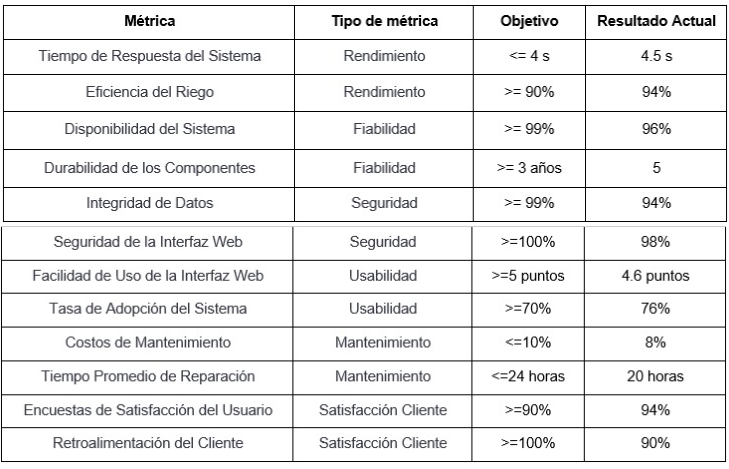 Métrica Tipo de métrica Objetivo Resultado Actual
Tiempo de Respuesta del Sistema Rendimiento <= 4 s 4.5 s
Eficiencia del Riego Rendimiento >= 90% 94%
Disponibilidad del Sistema Fiabilidad >= 99% 96%
Durabilidad de los Componentes Fiabilidad >= 3 años 5
Integridad de Datos Seguridad >= 99% 94%
Seguridad de la Interfaz Web Seguridad >=100% 98%
Facilidad de Uso de la Interfaz Web Usabilidad >=5 puntos 4.6 puntos
Tasa de Adopción del Sistema Usabilidad >=70% 76%
Costos de Mantenimiento Mantenimiento <=10% 8%
Tiempo Promedio de Reparación Mantenimiento <=24 horas 20 horas
Encuestas de Satisfacción del Usuario Satisfacción Cliente >=90% 94%
Retroalimentación del Cliente Satisfacción Cliente >=100% 90%